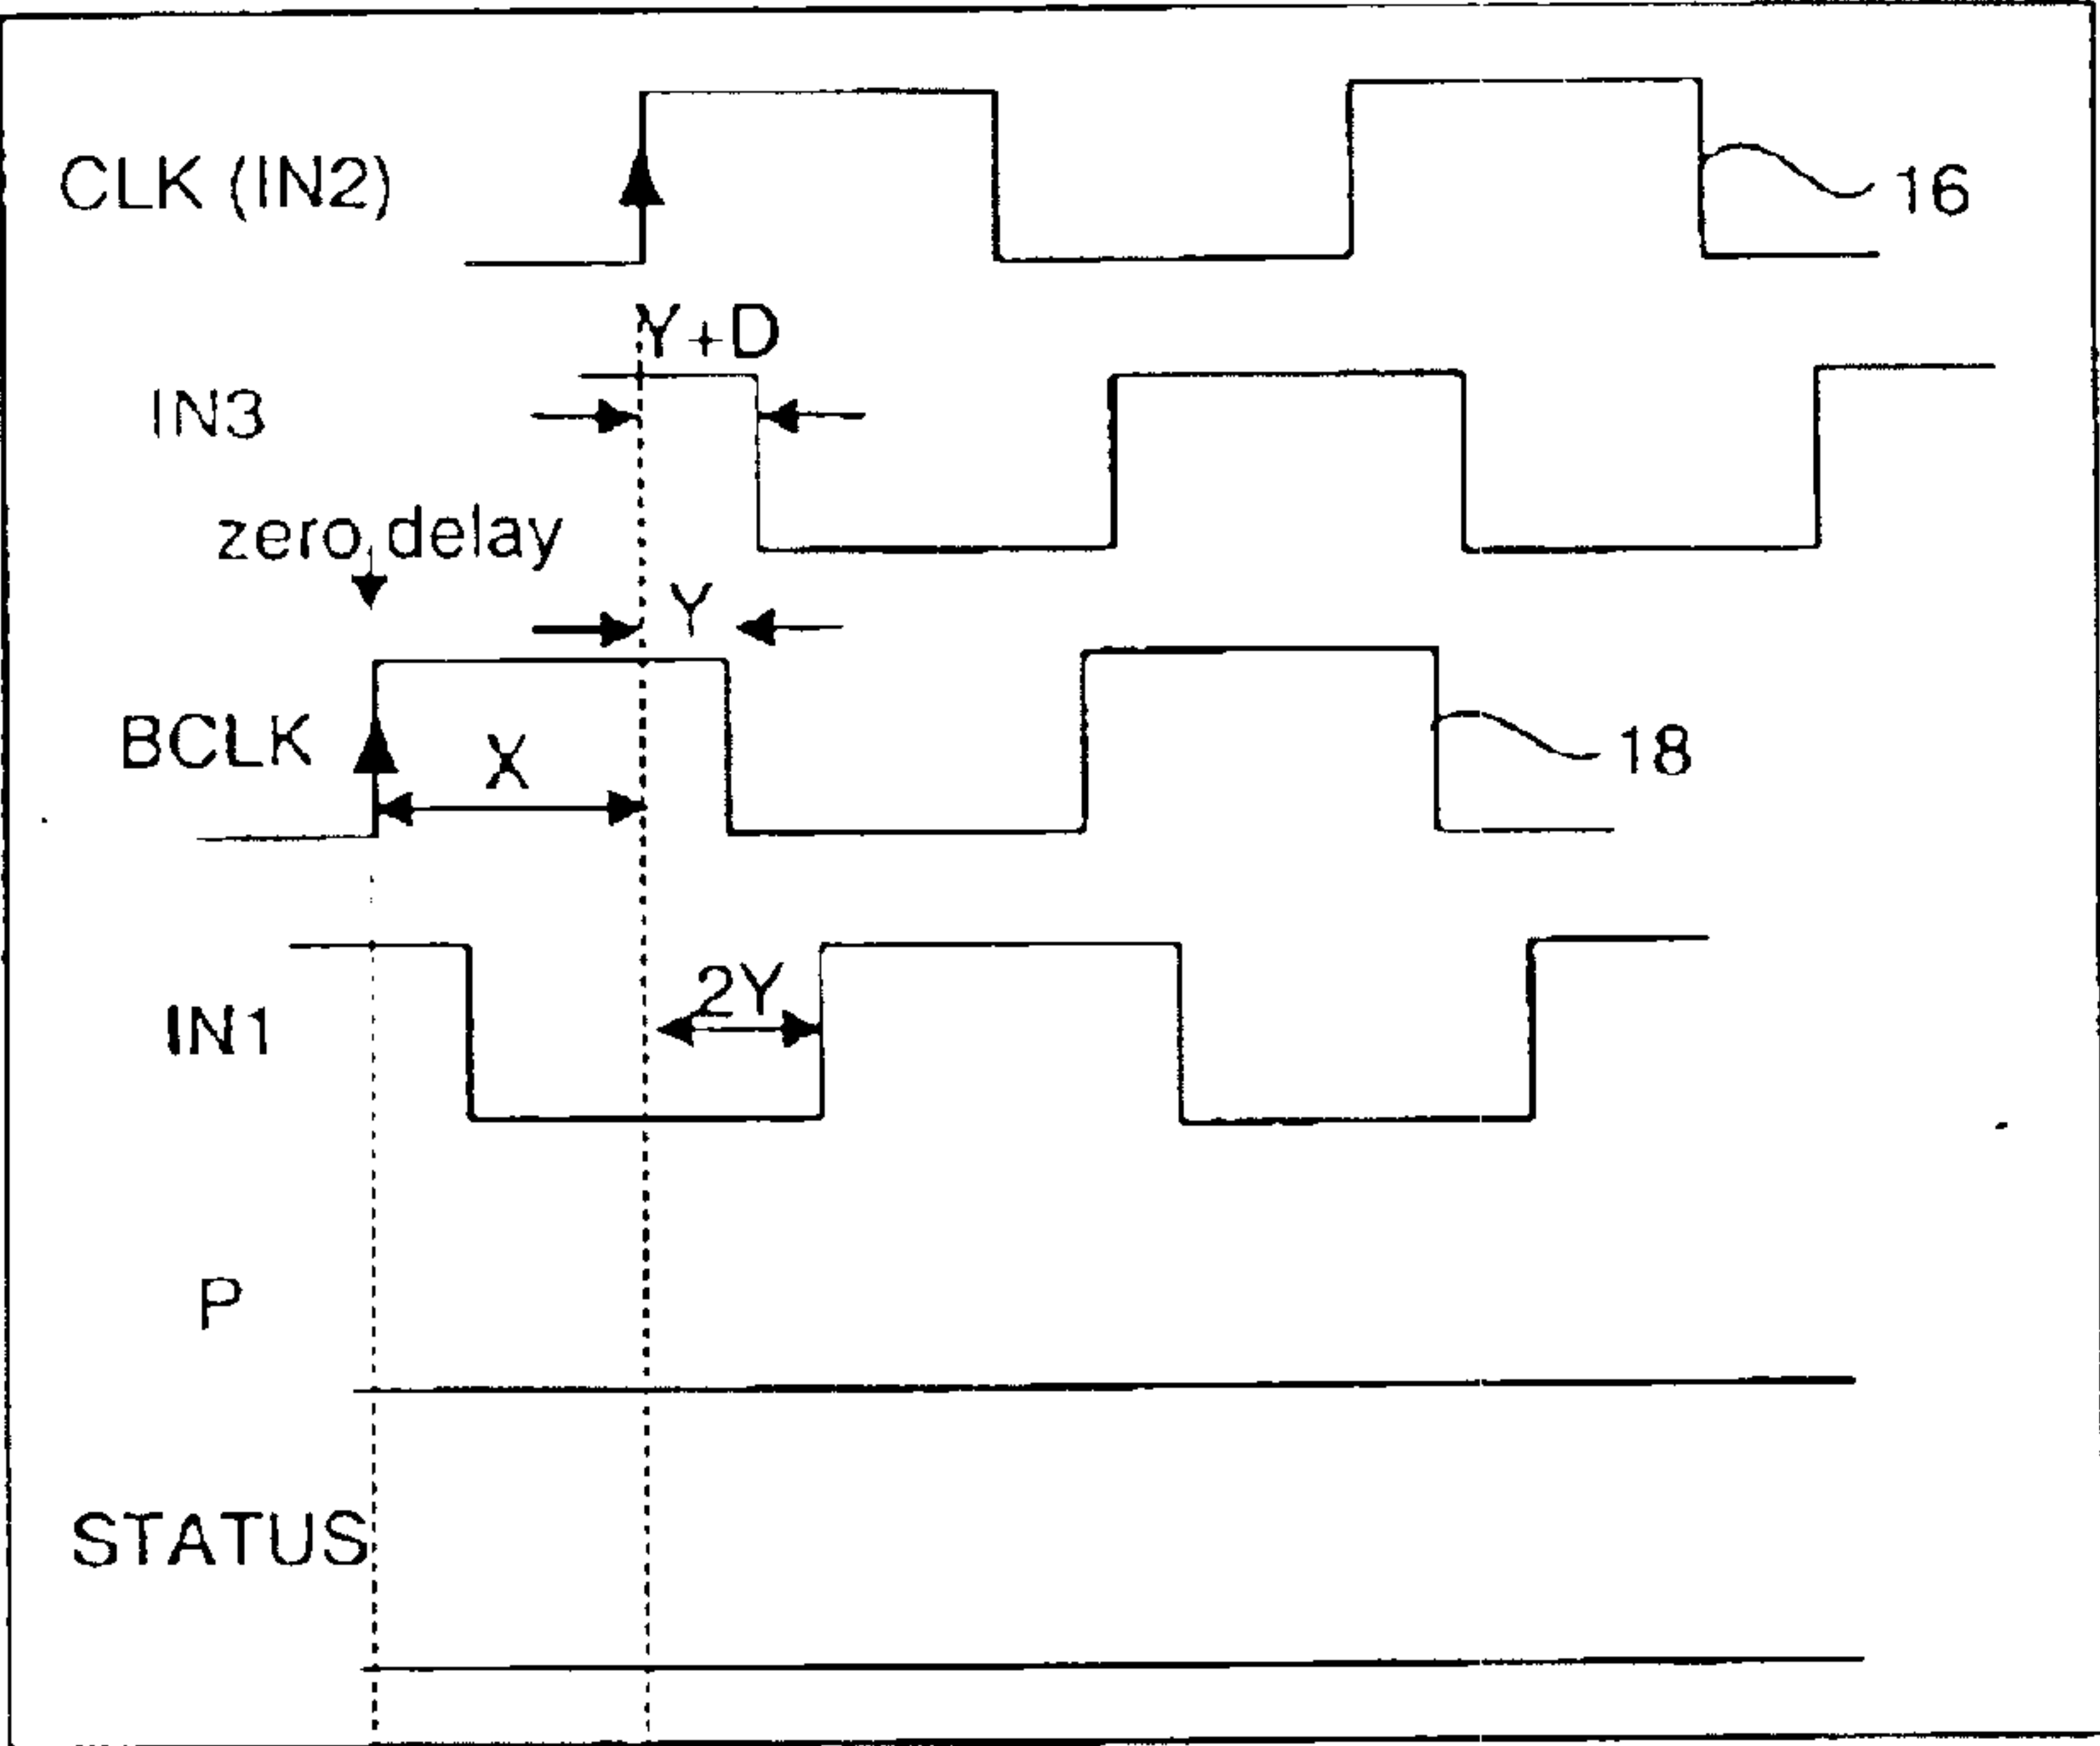 CLK (IN2)
16
Y+D
IN3
zero delay
Y
BCLK
X
18
IN1
2Y
P
STATUS